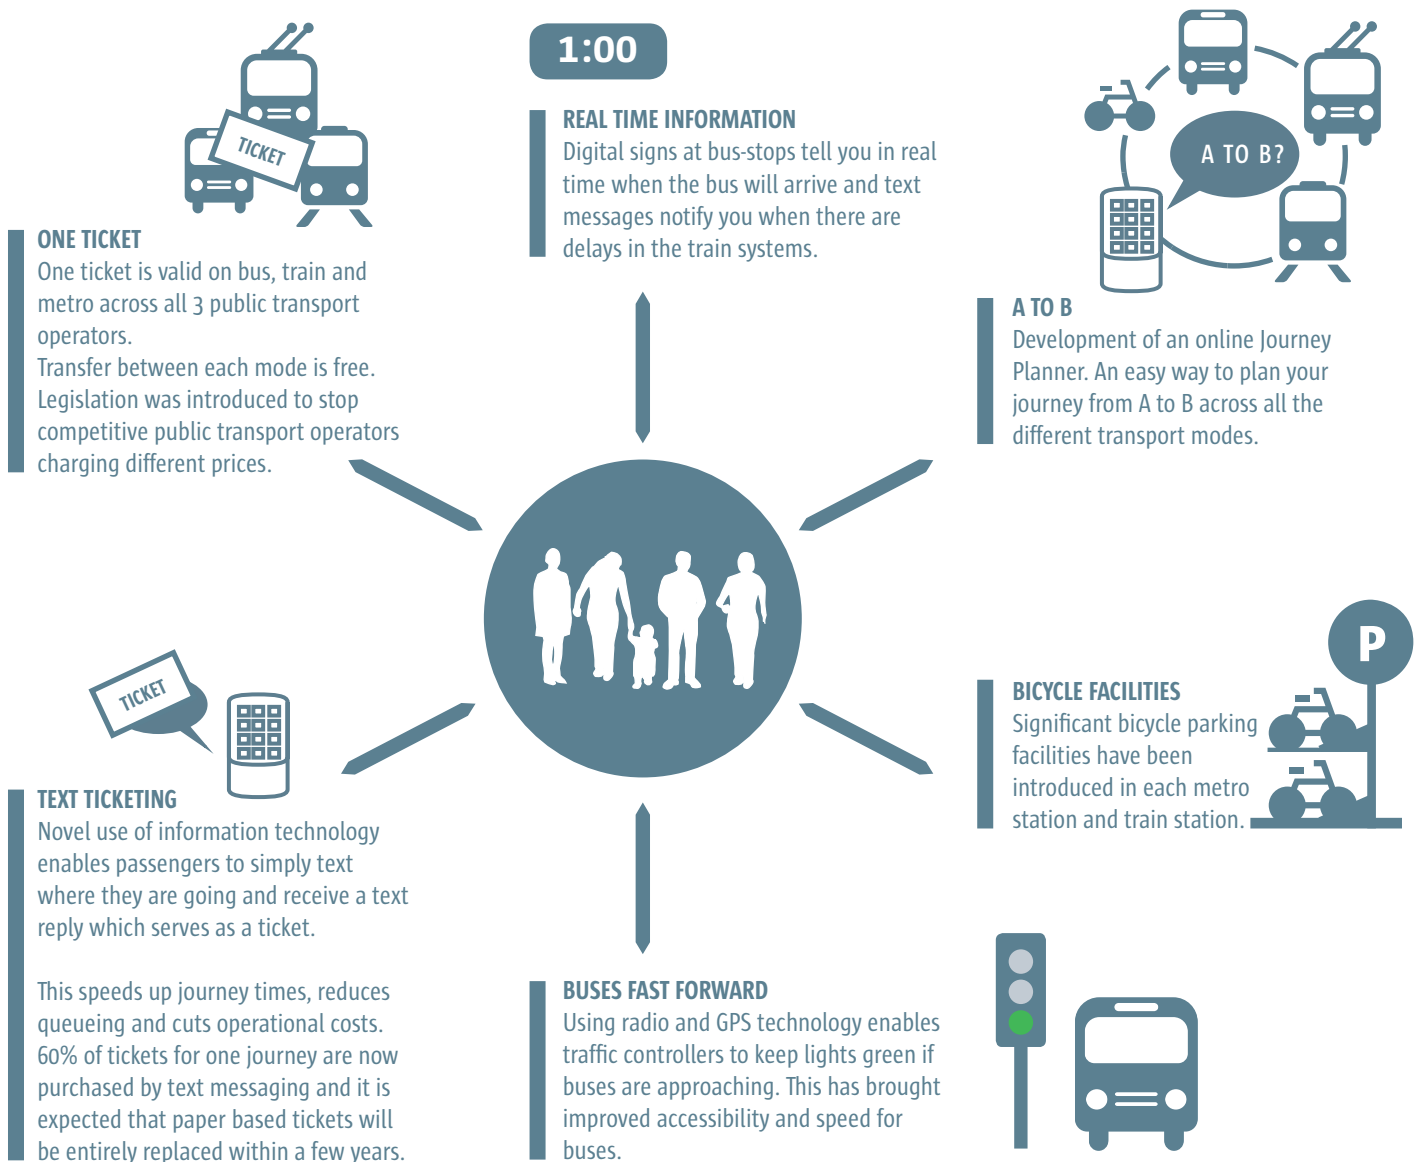 TICKET
ONE TICKET
One ticket is valid on bus, train and
metro across all 3 public transport
operators.
Transfer between each mode is free.
Legislation was introduced to stop
competitive public transport operators
charging different prices.
1:00
REAL TIME INFORMATION
Digital signs at bus-stops tell you in real
time when the bus will arrive and text
messages notify you when there are
delays in the train systems.
A TO B?
A TO B
Development of an online Journey
Planner. An easy way to plan your
journey from A to B across all the
different transport modes.
TICKET
TEXT TICKETING
Novel use of information technology
enables passengers to simply text
where they are going and receive a text
reply which serves as a ticket.
This speeds up journey times, reduces
queueing and cuts operational costs.
60% of tickets for one journey are now
purchased by text messaging and it is
expected that paper based tickets will
be entirely replaced within a few years.
BUSES FAST FORWARD
Using radio and GPS technology enables
traffic controllers to keep lights green if
buses are approaching. This has brought
improved accessibility and speed for
buses.
P
BICYCLE FACILITIES
Significant bicycle parking
facilities have been
introduced in each metro
station and train station.